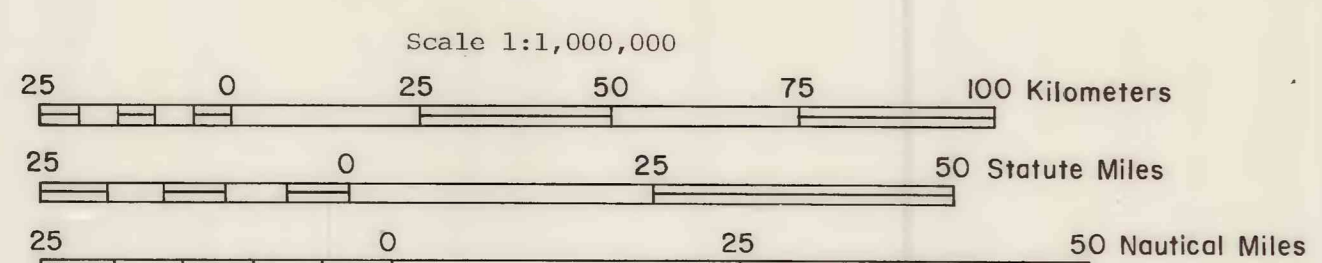 Scale 1:1,000,000
25 0 25 50 75 100 Kilometers
25 0 25 50 Statute Miles
25 0 25 50 Nautical Miles